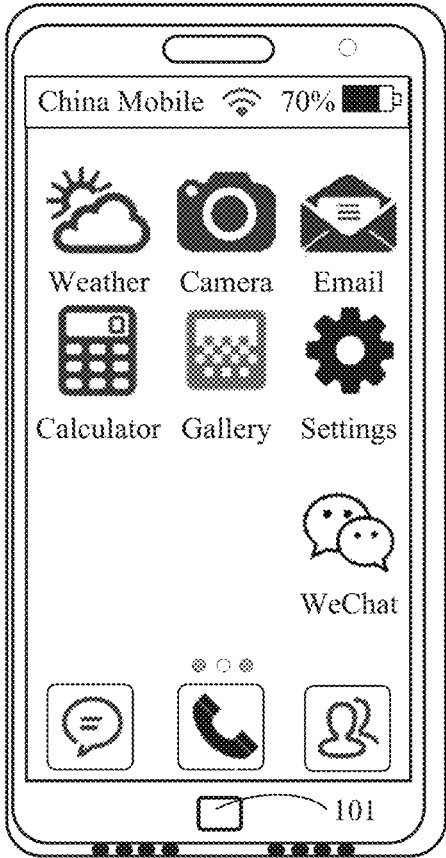 China Mobile 70%
Weather Camera Email
Calculator Gallery Settings
WeChat
101